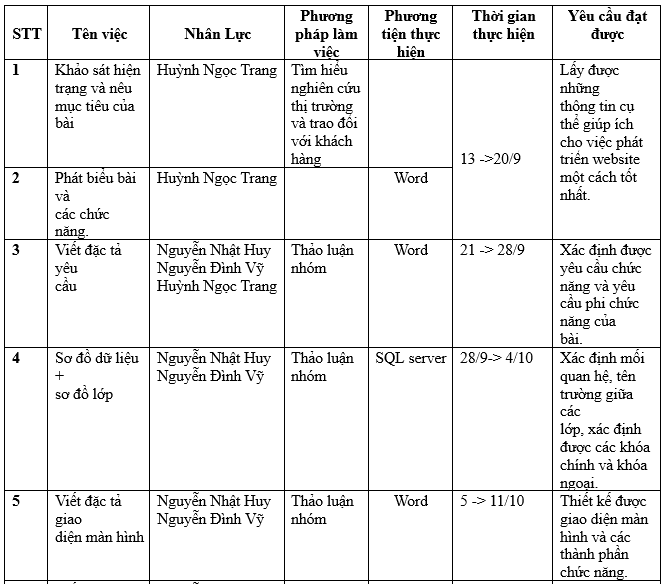 STT Tên việc Nhân Lực Phương pháp làm việc Phương tiện thực hiện Thời gian thực hiện Yêu cầu đạt được
1
Khảo sát hiện
trạng và nêu
mục tiêu của
bài
Huỳnh Ngọc Trang
Tìm hiểu
nghiên cứu
thị trường
và trao đổi
với khách
hàng
13 ->20/9
Lấy được
những
thông tin cụ
thể giúp ích
cho việc phát
triển website
một cách tốt
nhất.
2
Phát biểu bài
và
các chức
năng.
Huỳnh Ngọc Trang
Word
3
Viết đặc tả
yêu
cầu
Nguyễn Nhật Huy
Nguyễn Đình Vỹ
Huỳnh Ngọc Trang
Thảo luận
nhóm
Word
21 -> 28/9
Xác định được
yêu cầu chức
năng và yêu
cầu phi chức
năng của
bài.
4
Sơ đồ dữ liệu
+
sơ đồ lớp
Nguyễn Nhật Huy
Nguyễn Đình Vỹ
Thảo luận
nhóm
SQL server
28/9-> 4/10
Xác định mối
quan hệ, tên
trường giữa
các
lớp, xác định
được các khóa
chính và khóa
ngoại.
5
Viết đặc tả
giao
diện màn hình
Nguyễn Nhật Huy
Nguyễn Đình Vỹ
Thảo luận
nhóm
Word
5 -> 11/10
Thiết kế được
giao diện màn
hình và các
thành phần
chức năng.